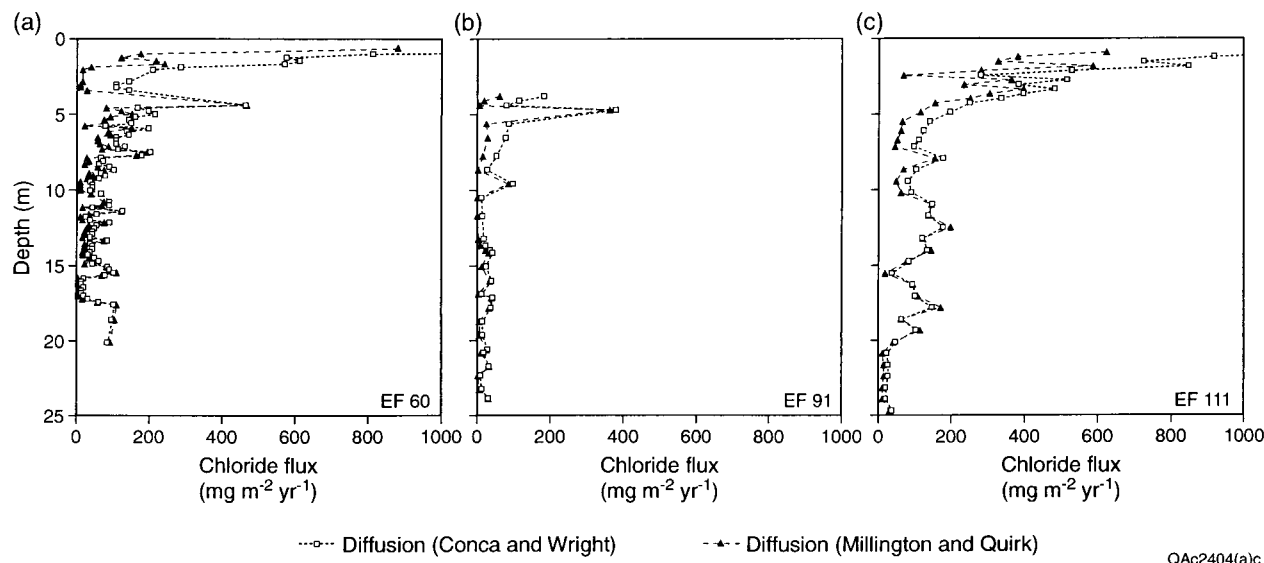 (a)
(b)
(c)
0
5
10
15
20
25
Depth (m)
EF 60
EF 91
EF 111
0 200 400 600 800 1000
0 200 400 600 800 1000
0 200 400 600 800 1000
Chloride flux
(mg m⁻² yr⁻¹)
Chloride flux
(mg m⁻² yr⁻¹)
Chloride flux
(mg m⁻² yr⁻¹)
Diffusion (Conca and Wright)
Diffusion (Millington and Quirk)
QAc2404(a)c